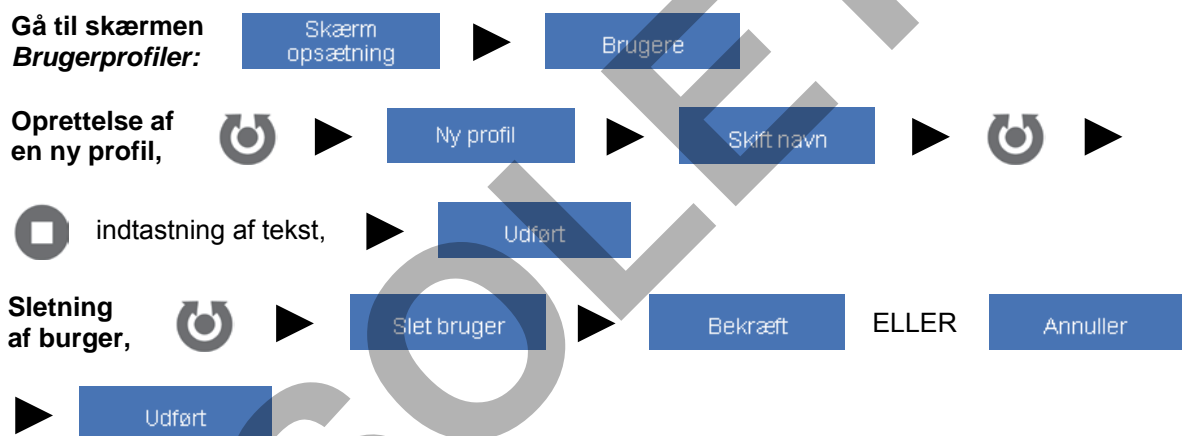 Gå til skærmen
Brugerprofiler:
Skærm
opsætning
Brugere
Oprettelse af
en ny profil,
Ny profil
Skift navn
indtastning af tekst,
Udført
Sletning
af burger,
Slet bruger
Bekræft
ELLER
Annuller
Udført
SOLET